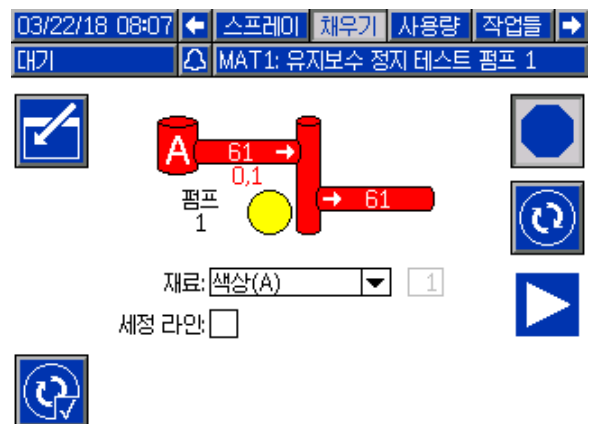 03/22/18 08:07 스프레이 채우기 사용량 작업들
대기 MAT1: 유지보수 정지 테스트 펌프 1
A 61
0,1
펌프
1
61
재료: 색상(A) 1
세정 라인: